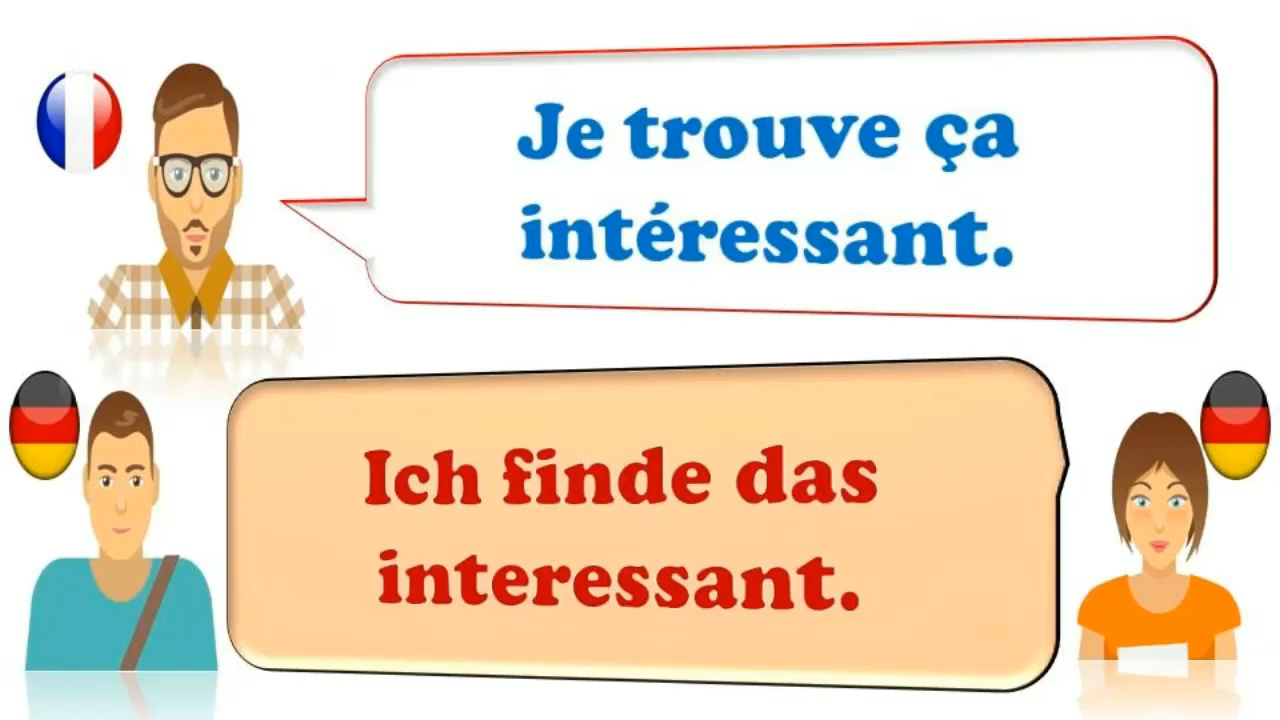 Je trouve ça
intéressant.
Ich finde das
interessant.